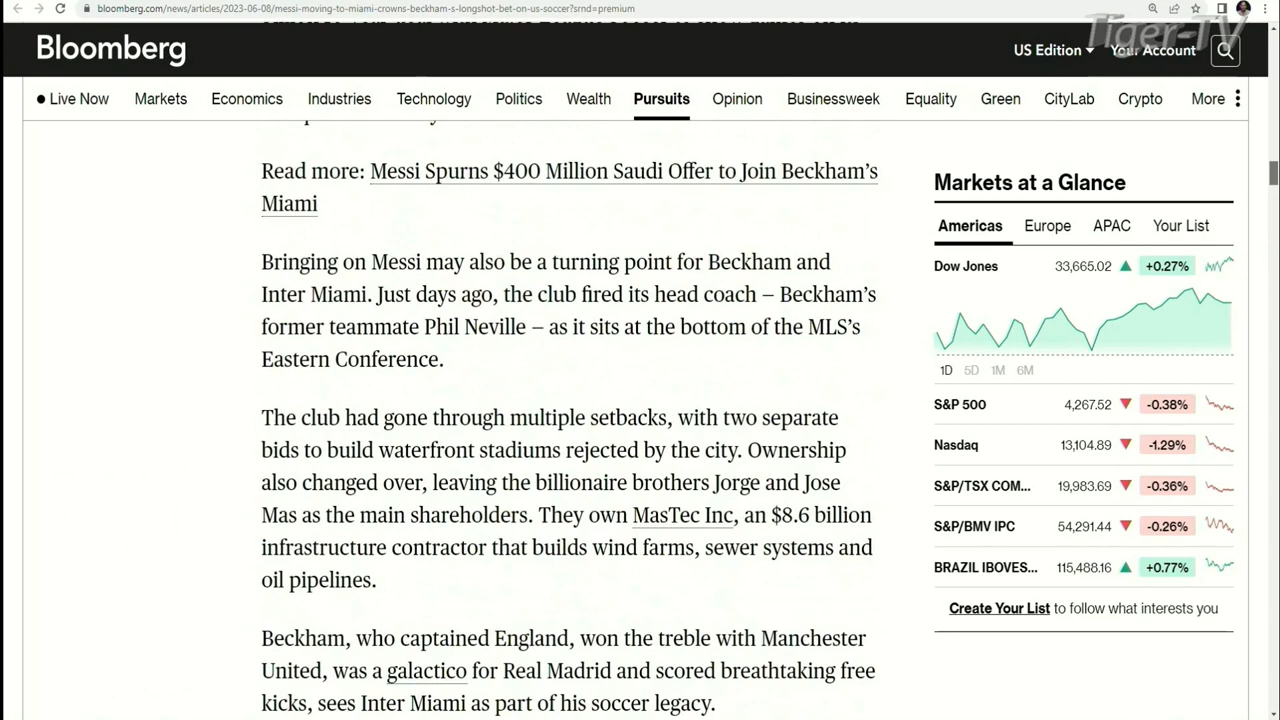 bloomberg.com/news/articles/2023-06-08/messi-moving-to-miami-crowns-beckham-s-longshot-bet-on-us-soccer?srnd=premium
Tiger-TV
Bloomberg
US Edition
Your Account
Live Now Markets Economics Industries Technology Politics Wealth Pursuits Opinion Businessweek Equality Green CityLab Crypto More
Read more: Messi Spurns $400 Million Saudi Offer to Join Beckham's
Miami
Bringing on Messi may also be a turning point for Beckham and
Inter Miami. Just days ago, the club fired its head coach – Beckham's
former teammate Phil Neville – as it sits at the bottom of the MLS's
Eastern Conference.
The club had gone through multiple setbacks, with two separate
bids to build waterfront stadiums rejected by the city. Ownership
also changed over, leaving the billionaire brothers Jorge and Jose
Mas as the main shareholders. They own MasTec Inc, an $8.6 billion
infrastructure contractor that builds wind farms, sewer systems and
oil pipelines.
Beckham, who captained England, won the treble with Manchester
United, was a galactico for Real Madrid and scored breathtaking free
kicks, sees Inter Miami as part of his soccer legacy.
Markets at a Glance
Americas Europe APAC Your List
Dow Jones 33,665.02 +0.27%
1D 5D 1M 6M
S&P 500 4,267.52 -0.38%
Nasdaq 13,104.89 -1.29%
S&P/TSX COM... 19,983.69 -0.36%
S&P/BMV IPC 54,291.44 -0.26%
BRAZIL IBOVES... 115,488.16 +0.77%
Create Your List to follow what interests you